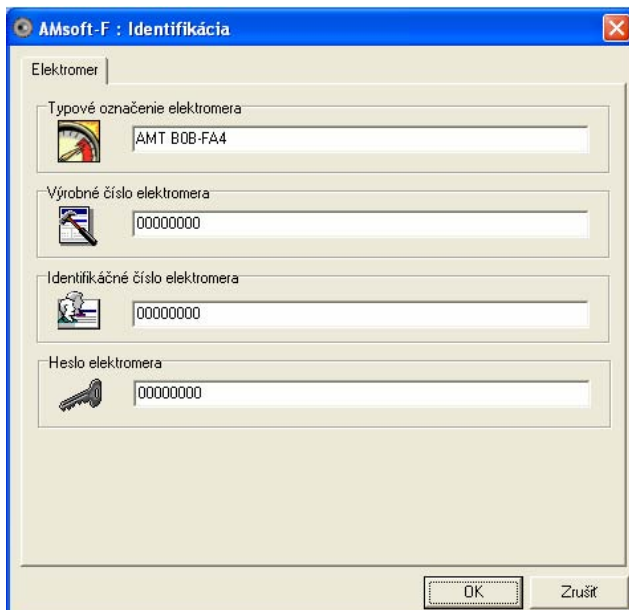 AMsoft-F : Identifikácia
Elektromer
Typové označenie elektromera
AMT B0B-FA4
Výrobné číslo elektromera
00000000
Identifikáčné číslo elektromera
00000000
Heslo elektromera
00000000
OK Zrušiť